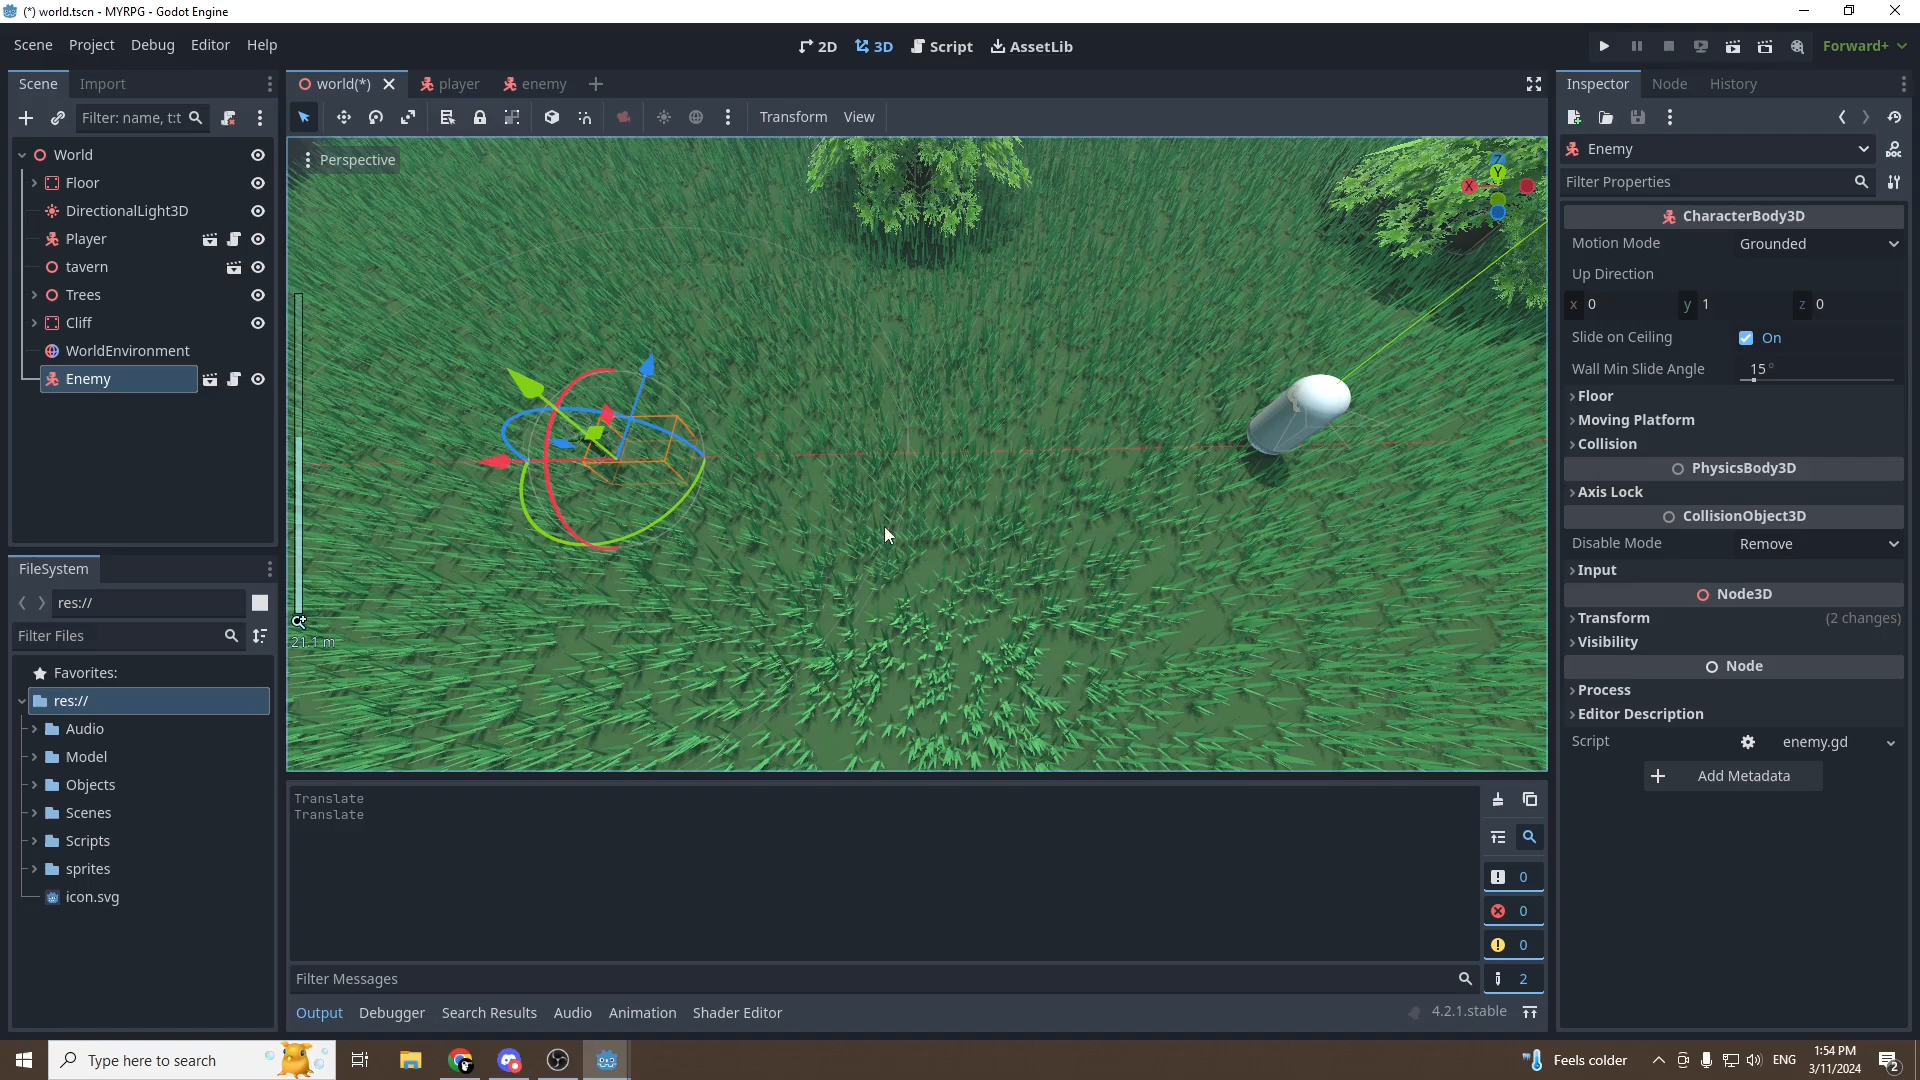 (*) world.tscn - MYRPG - Godot Engine
Scene Project Debug Editor Help
2D 3D Script AssetLib
Forward+
Scene Import
world(*) player enemy
Inspector Node History
Filter: name, t:t
Transform View
Perspective
World
Floor
DirectionalLight3D
Player
tavern
Trees
Cliff
WorldEnvironment
Enemy
Z
Y
X
21.1 m
Enemy
Filter Properties
CharacterBody3D
Motion Mode Grounded
Up Direction
x 0 y 1 z 0
Slide on Ceiling On
Wall Min Slide Angle 15 °
Floor
Moving Platform
Collision
PhysicsBody3D
Axis Lock
CollisionObject3D
Disable Mode Remove
Input
Node3D
Transform (2 changes)
Visibility
Node
Process
Editor Description
Script enemy.gd
Add Metadata
FileSystem
res://
Filter Files
Favorites:
res://
Audio
Model
Objects
Scenes
Scripts
sprites
icon.svg
Translate
Translate
0
0
0
2
Filter Messages
Output Debugger Search Results Audio Animation Shader Editor
4.2.1.stable
Type here to search
Feels colder
ENG
1:54 PM
3/11/2024
2